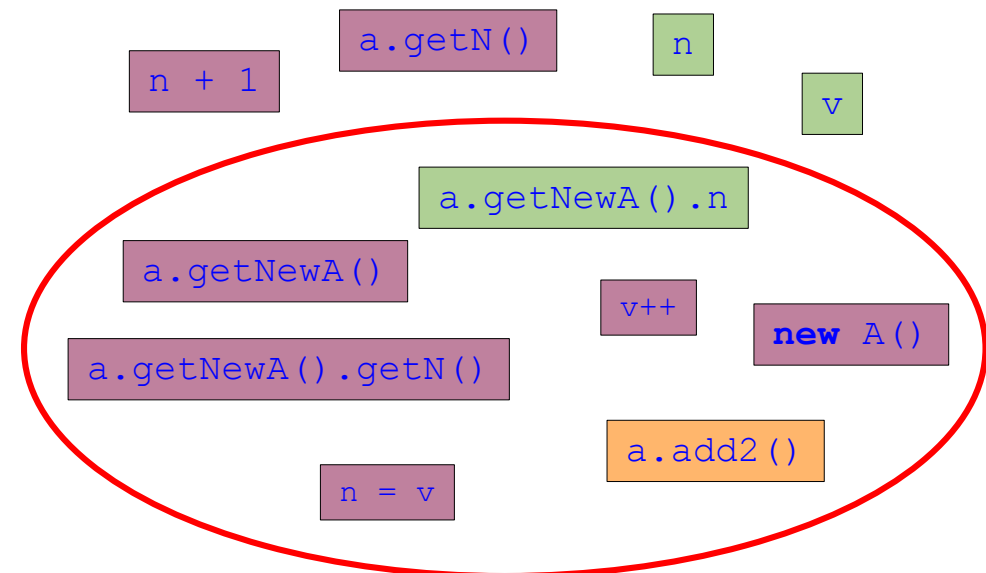 a.getN()
n
n + 1
v
a.getNewA().n
a.getNewA()
v++
new A()
a.getNewA().getN()
a.add2()
n = v